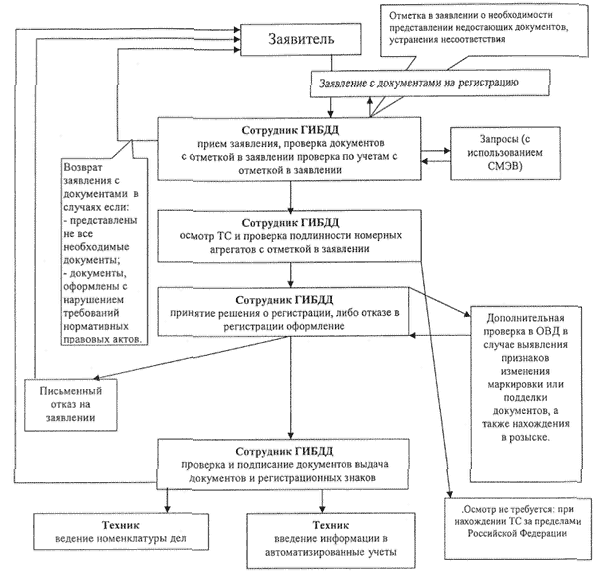 Заявитель
Отметка в заявлении о необходимости
представлении недостающих документов,
устранения несоответствия
Заявление с документами на регистрацию
Сотрудник ГИБДД
прием заявления, проверка документов
с отметкой в заявлении проверка по учетам с
отметкой в заявлении
Запросы (с
использованием
СМЭВ)
Возврат
заявления с
документами в
случаях если:
- представлены
не все
необходимые
документы;
- документы,
оформлены с
нарушением
требований
нормативных
правовых актов.
Сотрудник ГИБДД
осмотр ТС и проверка подлинности номерных
агрегатов с отметкой в заявлении
Сотрудник ГИБДД
принятие решения о регистрации, либо отказе в
регистрации оформление
Дополнительная
проверка в ОВД в
случае выявления
признаков
изменения
маркировки или
подделки
документов, а
также нахождения
в розыске.
Письменный
отказ на
заявлении
Сотрудник ГИБДД
проверка и подписание документов выдача
документов и регистрационных знаков
.Осмотр не требуется: при
нахождении ТС за пределами
Российской Федерации
Техник
ведение номенклатуры дел
Техник
введение информации в
автоматизированные учеты